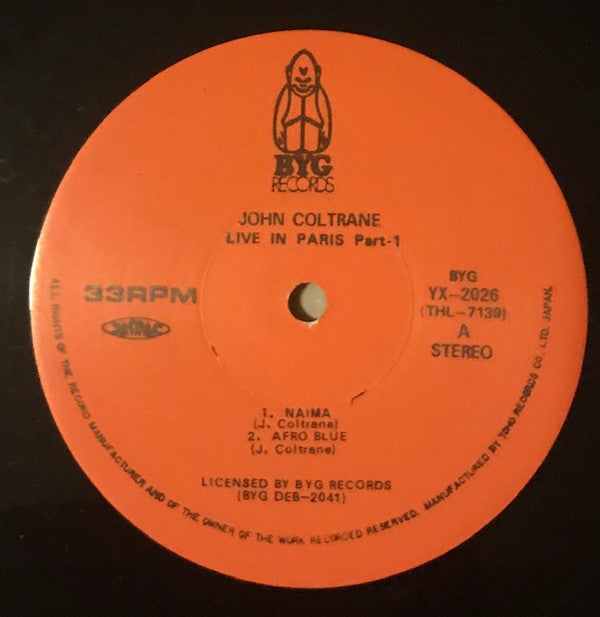 BYG
RECORDS
JOHN COLTRANE
LIVE IN PARIS Part-1
33RPM
BYG
YX-2026
(THL-7139)
A
STEREO
1. NAIMA
(J. Coltrane)
2. AFRO BLUE
(J. Coltrane)
LICENSED BY BYG RECORDS
(BYG DEB-2041)
ALL RIGHTS OF THE RECORD MANUFACTURER AND OF THE OWNER OF THE WORK RECORDED RESERVED. MANUFACTURED BY TOHO RECORDS CO., LTD. JAPAN.